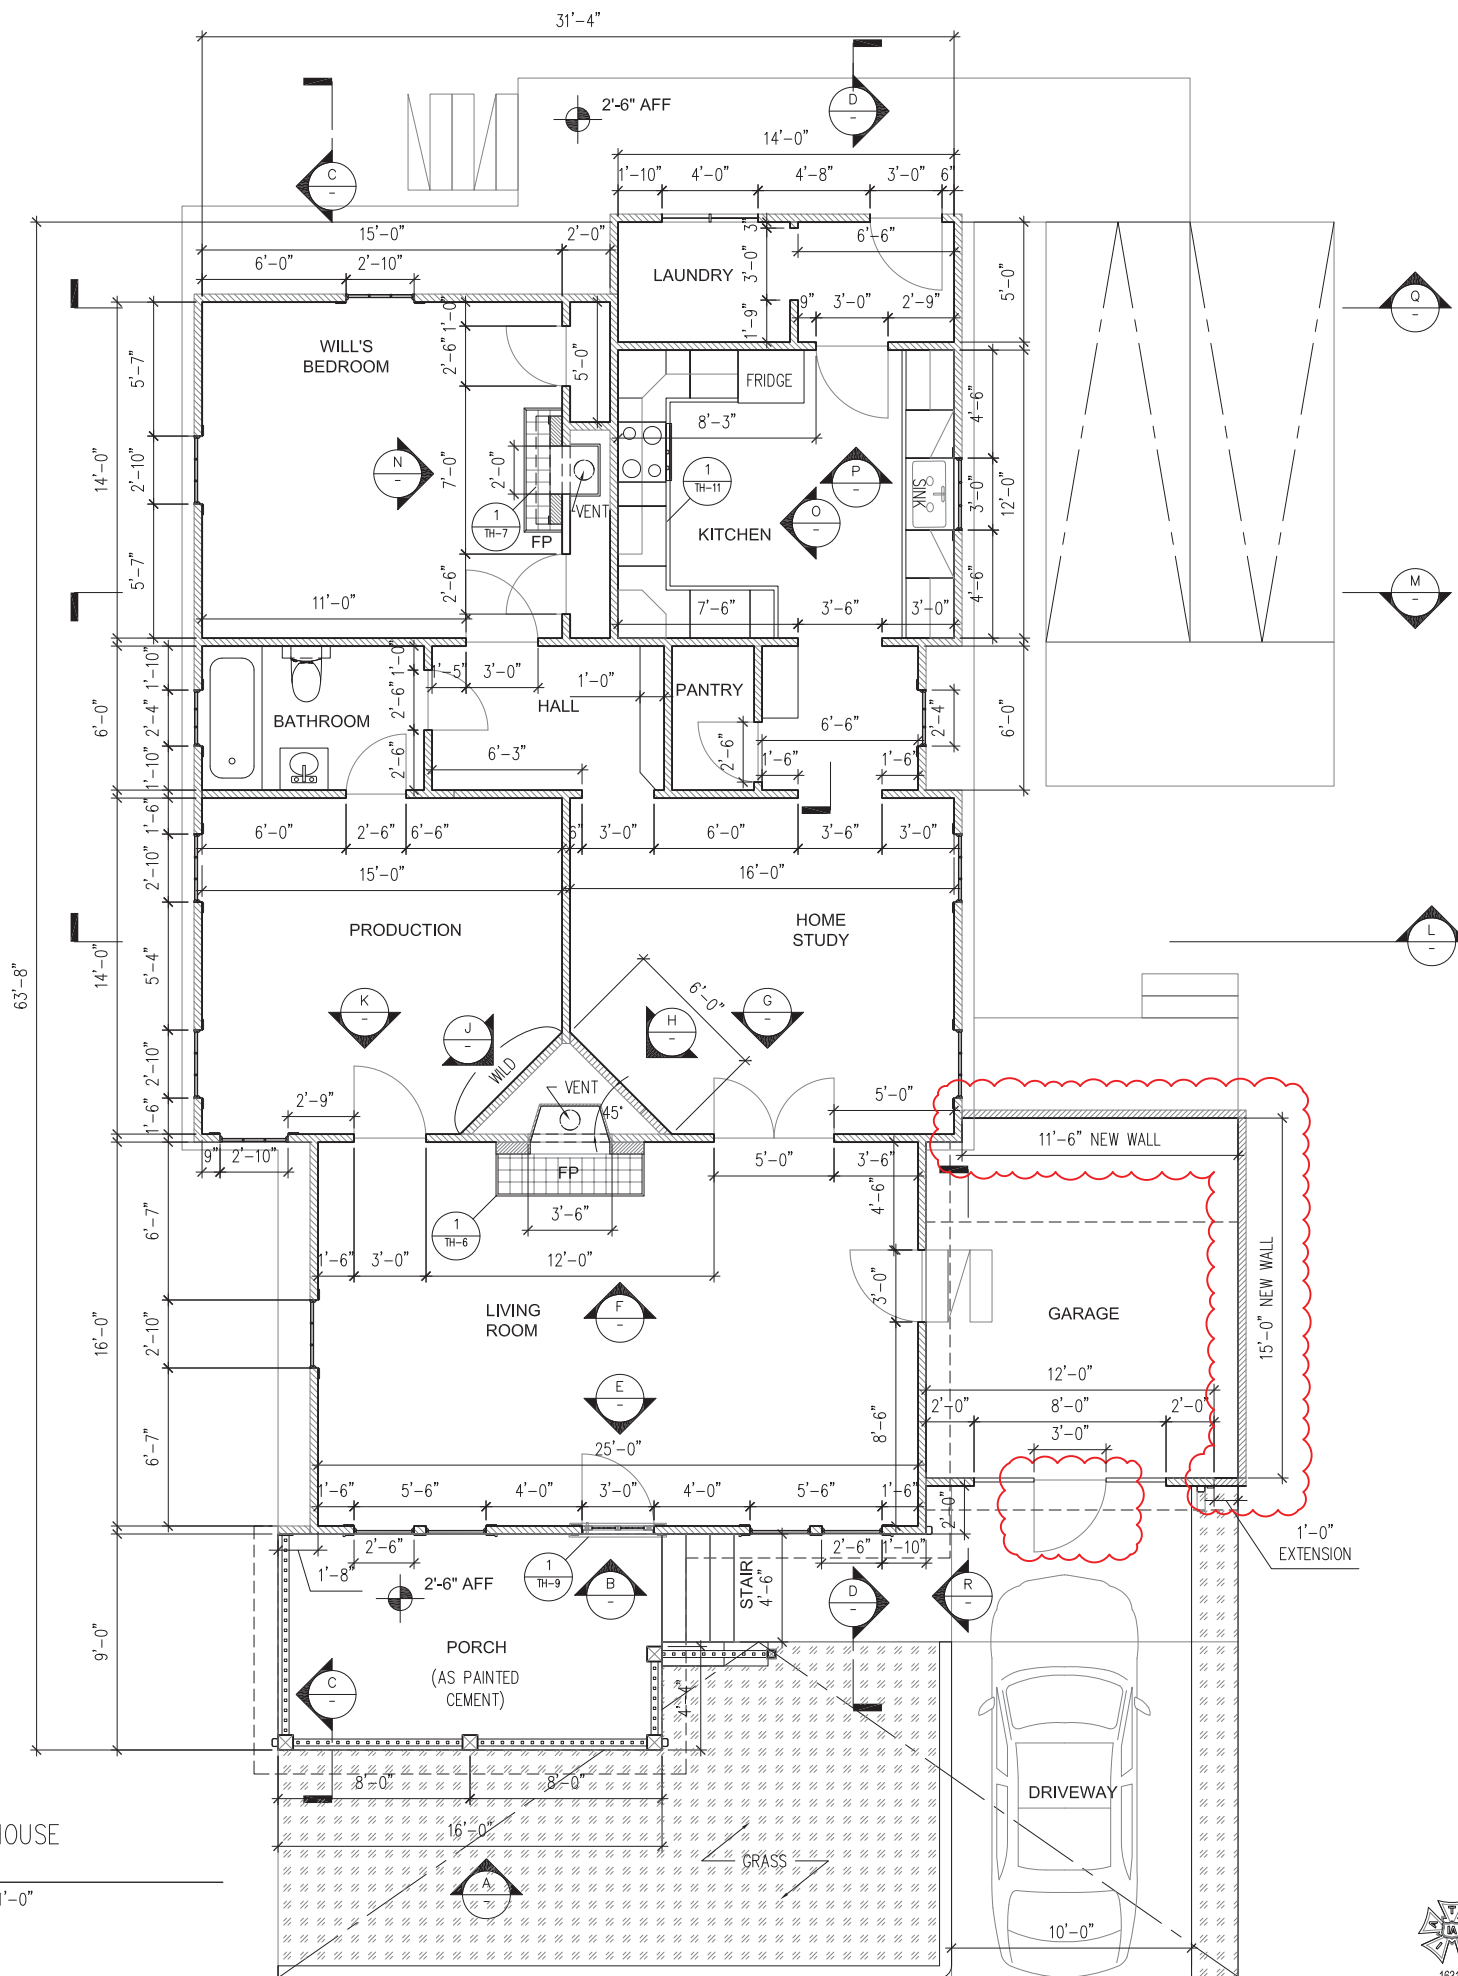 31'-4"
2'-6" AFF
D
-
C
-
14'-0"
1'-10" 4'-0" 4'-8" 3'-0" 6"
15'-0" 2'-0"
6'-0" 2'-10"
3" 6'-6"
LAUNDRY
3'-0"
1'-9"
9" 3'-0" 2'-9"
5'-0"
Q
-
1'-0"
2'-6"
5'-0"
WILL'S
BEDROOM
5'-7"
FRIDGE
8'-3"
4'-6"
14'-0"
2'-10"
N
-
7'-0"
2'-0"
1
TH-7
VENT
FP
1
TH-11
P
-
O
-
KITCHEN
SINK
3'-0"
12'-0"
5'-7"
2'-6"
11'-0"
7'-6" 3'-6" 3'-0"
4'-6"
M
-
1'-10"
6'-0"
2'-4"
1'-10"
BATHROOM
1'-0"
2'-6"
2'-6"
1'-5" 3'-0"
HALL
1'-0"
PANTRY
6'-3"
2'-6"
6'-6"
1'-6" 1'-6"
2'-4"
6'-0"
1'-6"
6'-0" 2'-6" 6'-6" 6" 3'-0" 6'-0" 3'-6" 3'-0"
2'-10"
15'-0" 16'-0"
PRODUCTION
HOME
STUDY
L
-
63'-8"
14'-0"
5'-4"
6'-0"
K
-
J
-
H
-
G
-
2'-10"
WILD
VENT
45°
1'-6"
2'-9"
5'-0"
9" 2'-10"
11'-6" NEW WALL
FP
5'-0" 3'-6"
4'-6"
6'-7"
1
TH-6
3'-6"
1'-6" 3'-0" 12'-0"
3'-0"
15'-0" NEW WALL
16'-0"
2'-10"
LIVING
ROOM
F
-
GARAGE
E
-
12'-0"
2'-0" 8'-0" 2'-0"
3'-0"
6'-7"
8'-6"
25'-0"
1'-6" 5'-6" 4'-0" 3'-0" 4'-0" 5'-6" 1'-6"
2'-0"
1'-0"
EXTENSION
2'-6" 2'-6" 1'-10"
1'-8"
2'-6" AFF
1
TH-9
B
-
STAIR
4'-6"
D
-
R
-
9'-0"
PORCH
(AS PAINTED
CEMENT)
C
-
4'-4"
8'-0" 8'-0"
DRIVEWAY
16'-0"
GRASS
A
-
10'-0"
HOUSE
1'-0"